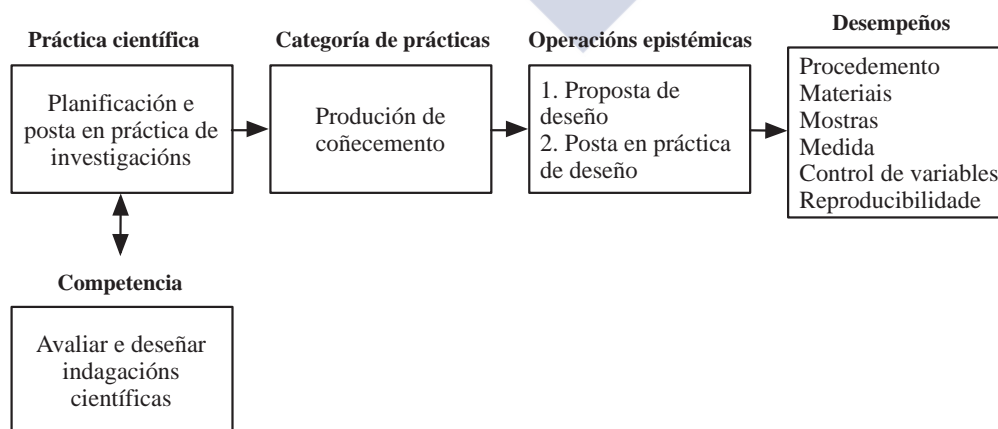 Práctica científica
Planificación e
posta en práctica de
investigacións
Categoría de prácticas
Produción de
coñecemento
Operacións epistémicas
1. Proposta de
deseño
2. Posta en práctica
de deseño
Desempeños
Procedemento
Materiais
Mostras
Medida
Control de variables
Reproducibilidade
Competencia
Avaliar e deseñar
indagacións
científicas